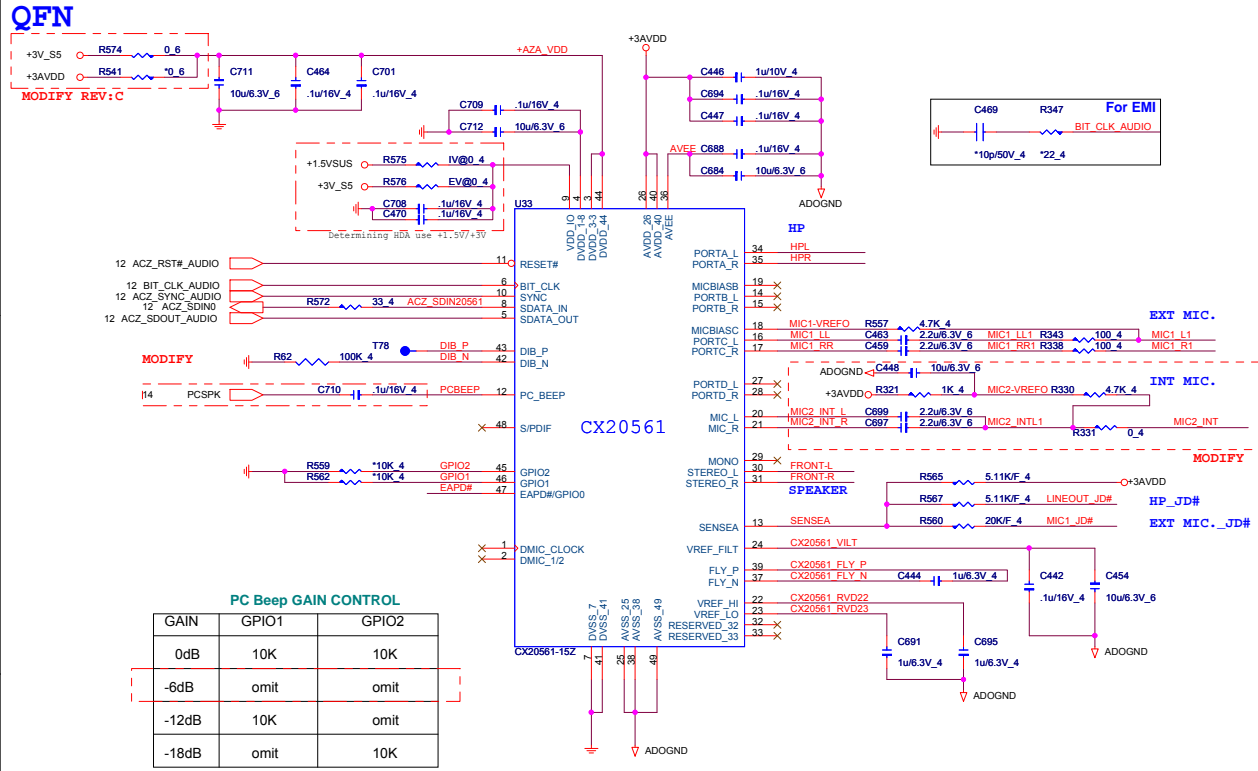 QFN
+3V_S5 R574 0_6
+3AVDD R541 *0_6
MODIFY REV:C
C711
10u/6.3V_6
C464
.1u/16V_4
C701
.1u/16V_4
+AZA_VDD
C709 .1u/16V_4
C712 10u/6.3V_6
+1.5VSUS R575 IV@0_4
+3V_S5 R576 EV@0_4
C708 .1u/16V_4
C470 .1u/16V_4
Determining HDA use +1.5V/+3V
+3AVDD
C446 1u/10V_4
C694 .1u/16V_4
C447 .1u/16V_4
AVEE C688 .1u/16V_4
C684 10u/6.3V_6
ADOGND
For EMI
C469 R347 BIT_CLK_AUDIO
*10p/50V_4 *22_4
U33
9 4 3 44 26 40 36
VDD_IO
DVDD_1-8
DVDD_3-3
DVDD_44
AVDD_26
AVDD_40
AVEE
12 ACZ_RST#_AUDIO 11 RESET#
12 BIT_CLK_AUDIO 6 BIT_CLK
12 ACZ_SYNC_AUDIO 10 SYNC
12 ACZ_SDIN0 R572 33_4 ACZ_SDIN20561 8 SDATA_IN
12 ACZ_SDOUT_AUDIO 5 SDATA_OUT
T78 DIB_P 43 DIB_P
MODIFY
R62 100K_4 DIB_N 42 DIB_N
14 PCSPK C710 .1u/16V_4 PCBEEP 12 PC_BEEP
48 S/PDIF
R559 *10K_4 GPIO2 45 GPIO2
R562 *10K_4 GPIO1 46 GPIO1
EAPD# 47 EAPD#/GPIO0
1 DMIC_CLOCK
2 DMIC_1/2
CX20561
HP
PORTA_L 34 HPL
PORTA_R 35 HPR
MICBIASB 19
PORTB_L 14
PORTB_R 15
EXT MIC.
MICBIASC 18 MIC1-VREFO R557 4.7K_4
PORTC_L 16 MIC1_LL C463 2.2u/6.3V_6 MIC1_LL1 R343 100_4 MIC1_L1
PORTC_R 17 MIC1_RR C459 2.2u/6.3V_6 MIC1_RR1 R338 100_4 MIC1_R1
ADOGND C448 10u/6.3V_6
INT MIC.
PORTD_L 27
PORTD_R 28
+3AVDD R321 1K_4 MIC2-VREFO R330 4.7K_4
MIC_L 20 MIC2_INT_L C699 2.2u/6.3V_6
MIC_R 21 MIC2_INT_R C697 2.2u/6.3V_6 MIC2_INTL1 R331 0_4 MIC2_INT
MODIFY
MONO 29
STEREO_L 30 FRONT-L
STEREO_R 31 FRONT-R
SPEAKER
R565 5.11K/F_4 +3AVDD
R567 5.11K/F_4 LINEOUT_JD# HP_JD#
SENSEA 13 SENSEA R560 20K/F_4 MIC1_JD# EXT MIC._JD#
VREF_FILT 24 CX20561_VILT
FLY_P 39 CX20561_FLY_P
FLY_N 37 CX20561_FLY_N C444 1u/6.3V_4
C442
.1u/16V_4
C454
10u/6.3V_6
ADOGND
VREF_HI 22 CX20561_RVD22
VREF_LO 23 CX20561_RVD23
RESERVED_32 32
RESERVED_33 33
C691
1u/6.3V_4
C695
1u/6.3V_4
ADOGND
DVSS_7
DVSS_41
AVSS_25
AVSS_38
AVSS_49
CX20561-15Z
7 41 25 38 49
ADOGND
PC Beep GAIN CONTROL
GAIN GPIO1 GPIO2
0dB 10K 10K
-6dB omit omit
-12dB 10K omit
-18dB omit 10K